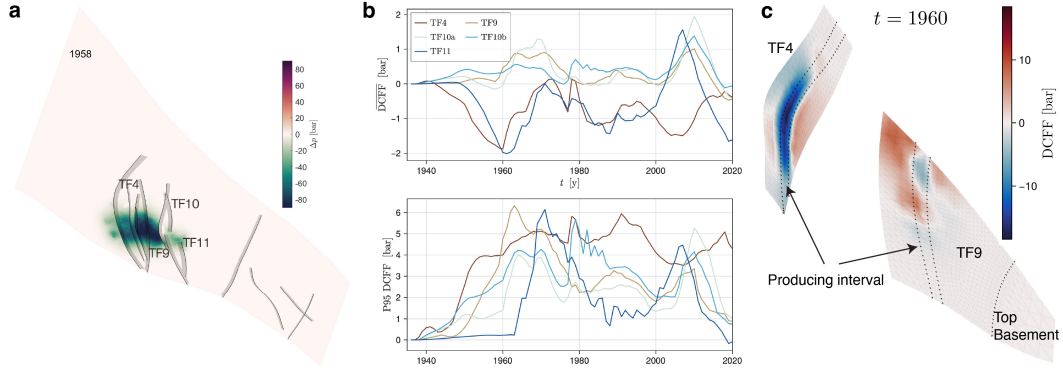 a
1958
TF4
TF10
TF9
TF11
80
60
40
20
0
-20
-40
-60
-80
Δp [bar]
b
TF4
TF9
TF10a
TF10b
TF11
2
1
0
−1
−2
DCFF [bar]
1940
1960
1980
2000
2020
t [y]
6
5
4
3
2
1
0
P95 DCFF [bar]
1940
1960
1980
2000
2020
c
t = 1960
TF4
10
0
−10
DCFF [bar]
Producing interval
TF9
Top
Basement